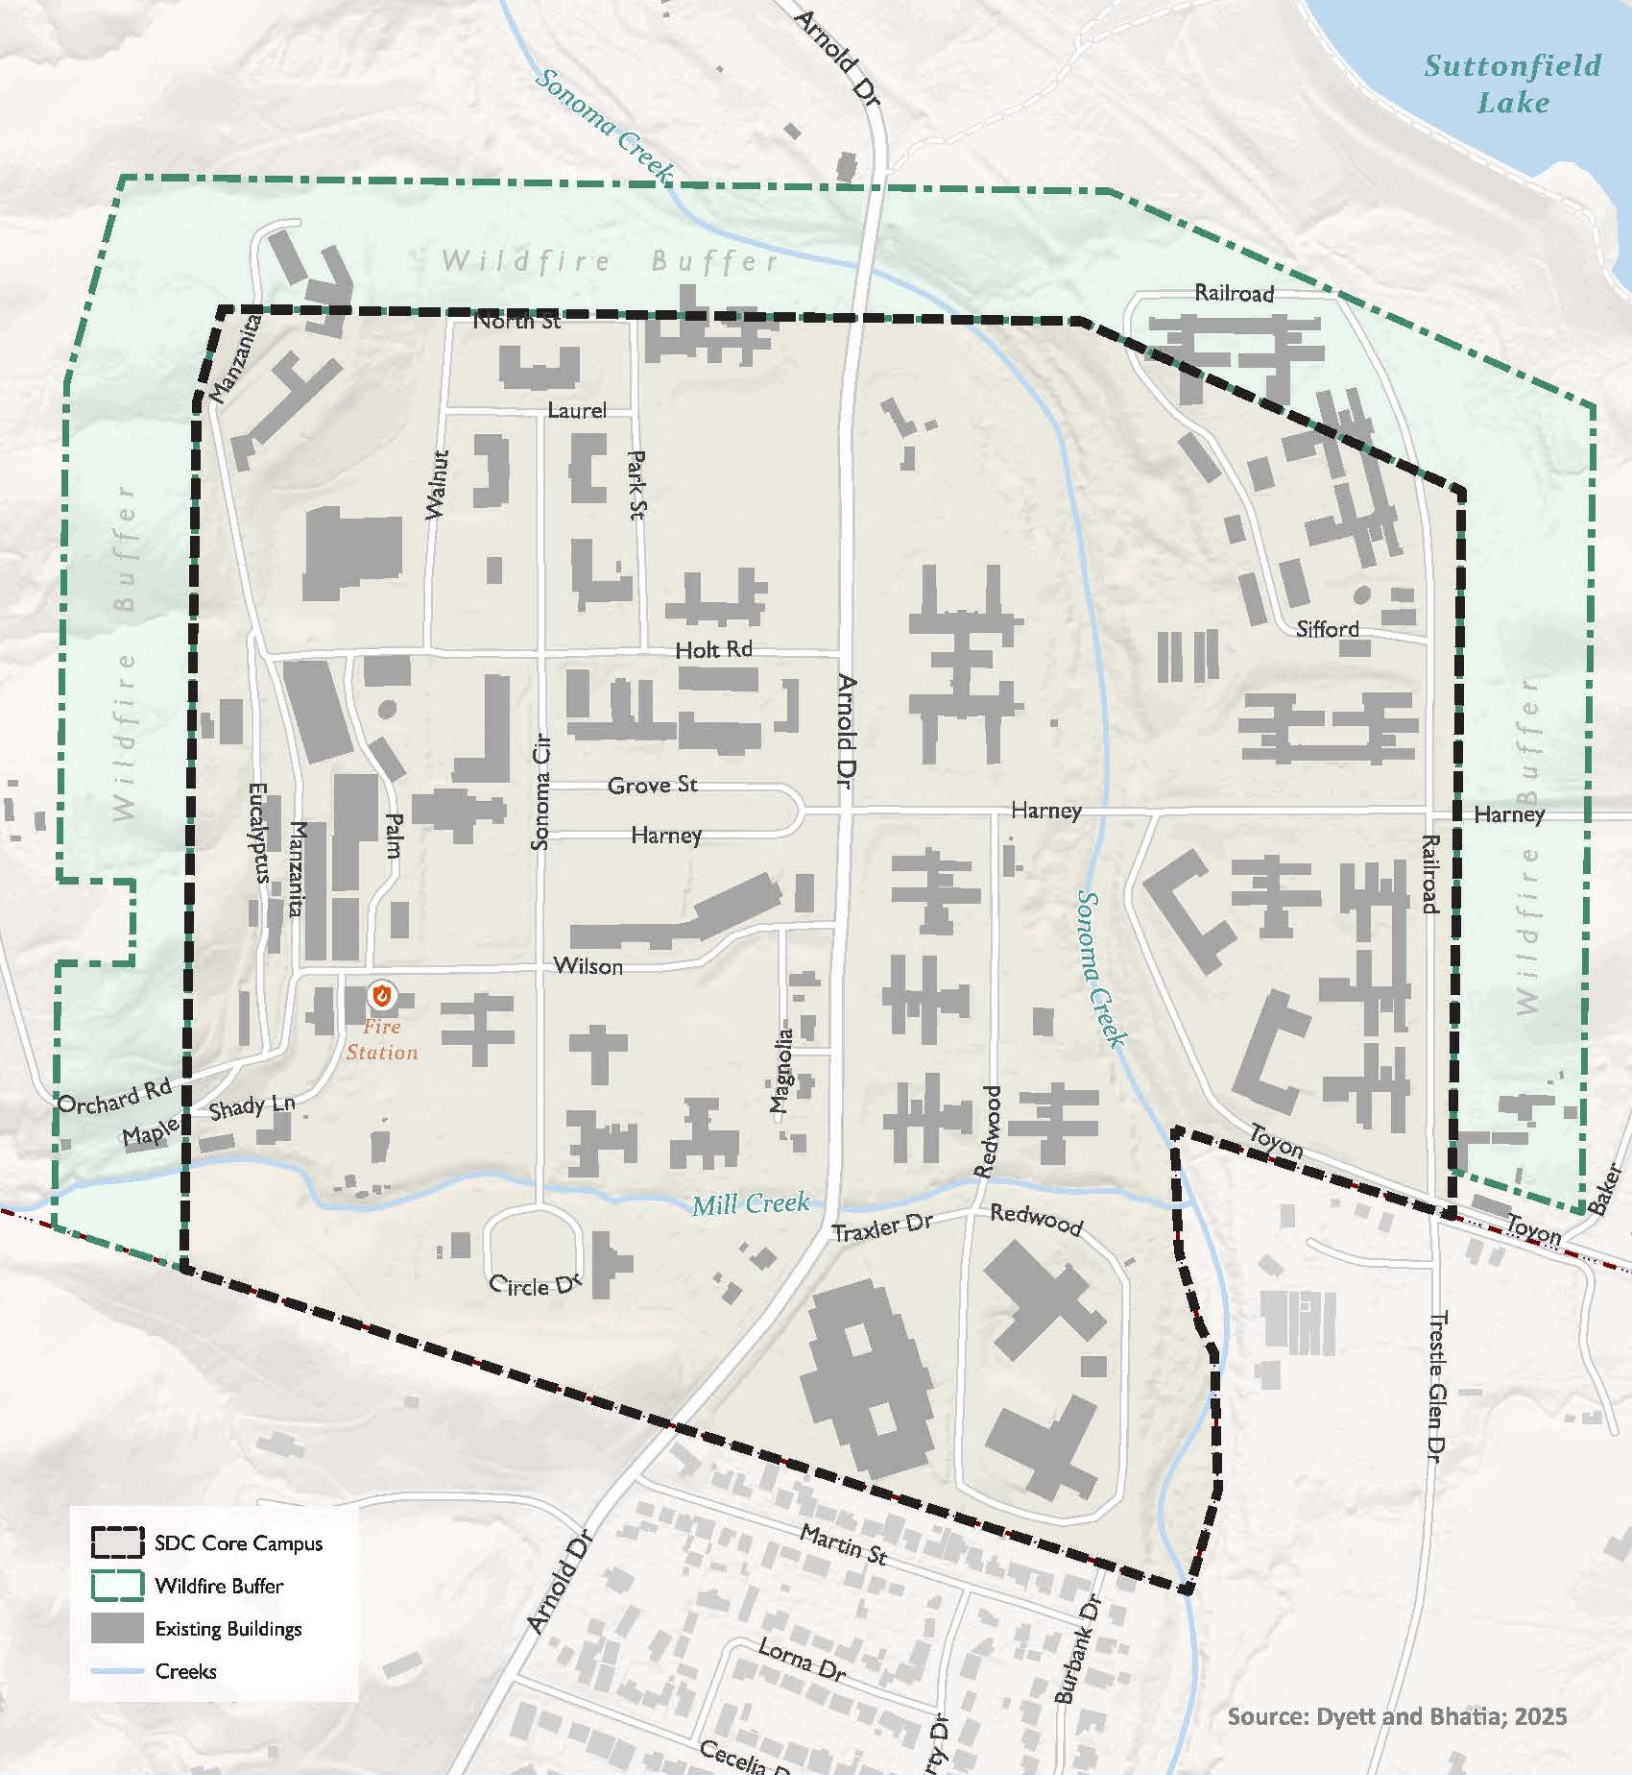 Arnold Dr
Suttonfield
Lake
Sonoma Creek
Wildfire Buffer
Railroad
North St
Manzanita
Laurel
Walnut
Park St
Wildfire Buffer
Sifford
Holt Rd
Arnold Dr
Wildfire Buffer
Sonoma Cir
Grove St
Harney
Harney
Harney
Eucalyptus
Manzanita
Palm
Railroad
Sonoma Creek
Wilson
Fire
Station
Magnolia
Orchard Rd
Shady Ln
Maple
Redwood
Toyon
Mill Creek
Traxler Dr
Redwood
Toyon
Baker
Circle Dr
Trestle Glen Dr
Martin St
Arnold Dr
Burbank Dr
Lorna Dr
rty Dr
Cecelia D
SDC Core Campus
Wildfire Buffer
Existing Buildings
Creeks
Source: Dyett and Bhatia; 2025